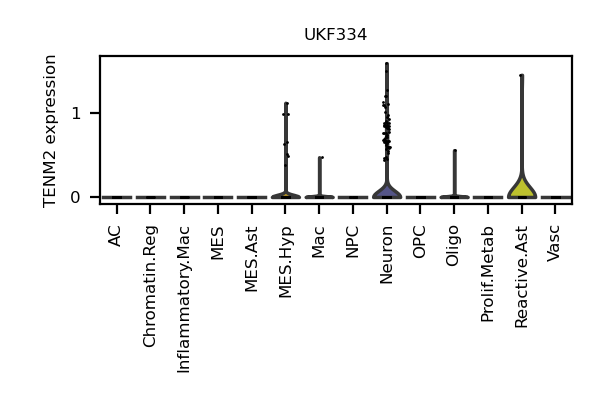 UKF334
TENM2 expression
1
0
AC
Chromatin.Reg
Inflammatory.Mac
MES
MES.Ast
MES.Hyp
Mac
NPC
Neuron
OPC
Oligo
Prolif.Metab
Reactive.Ast
Vasc